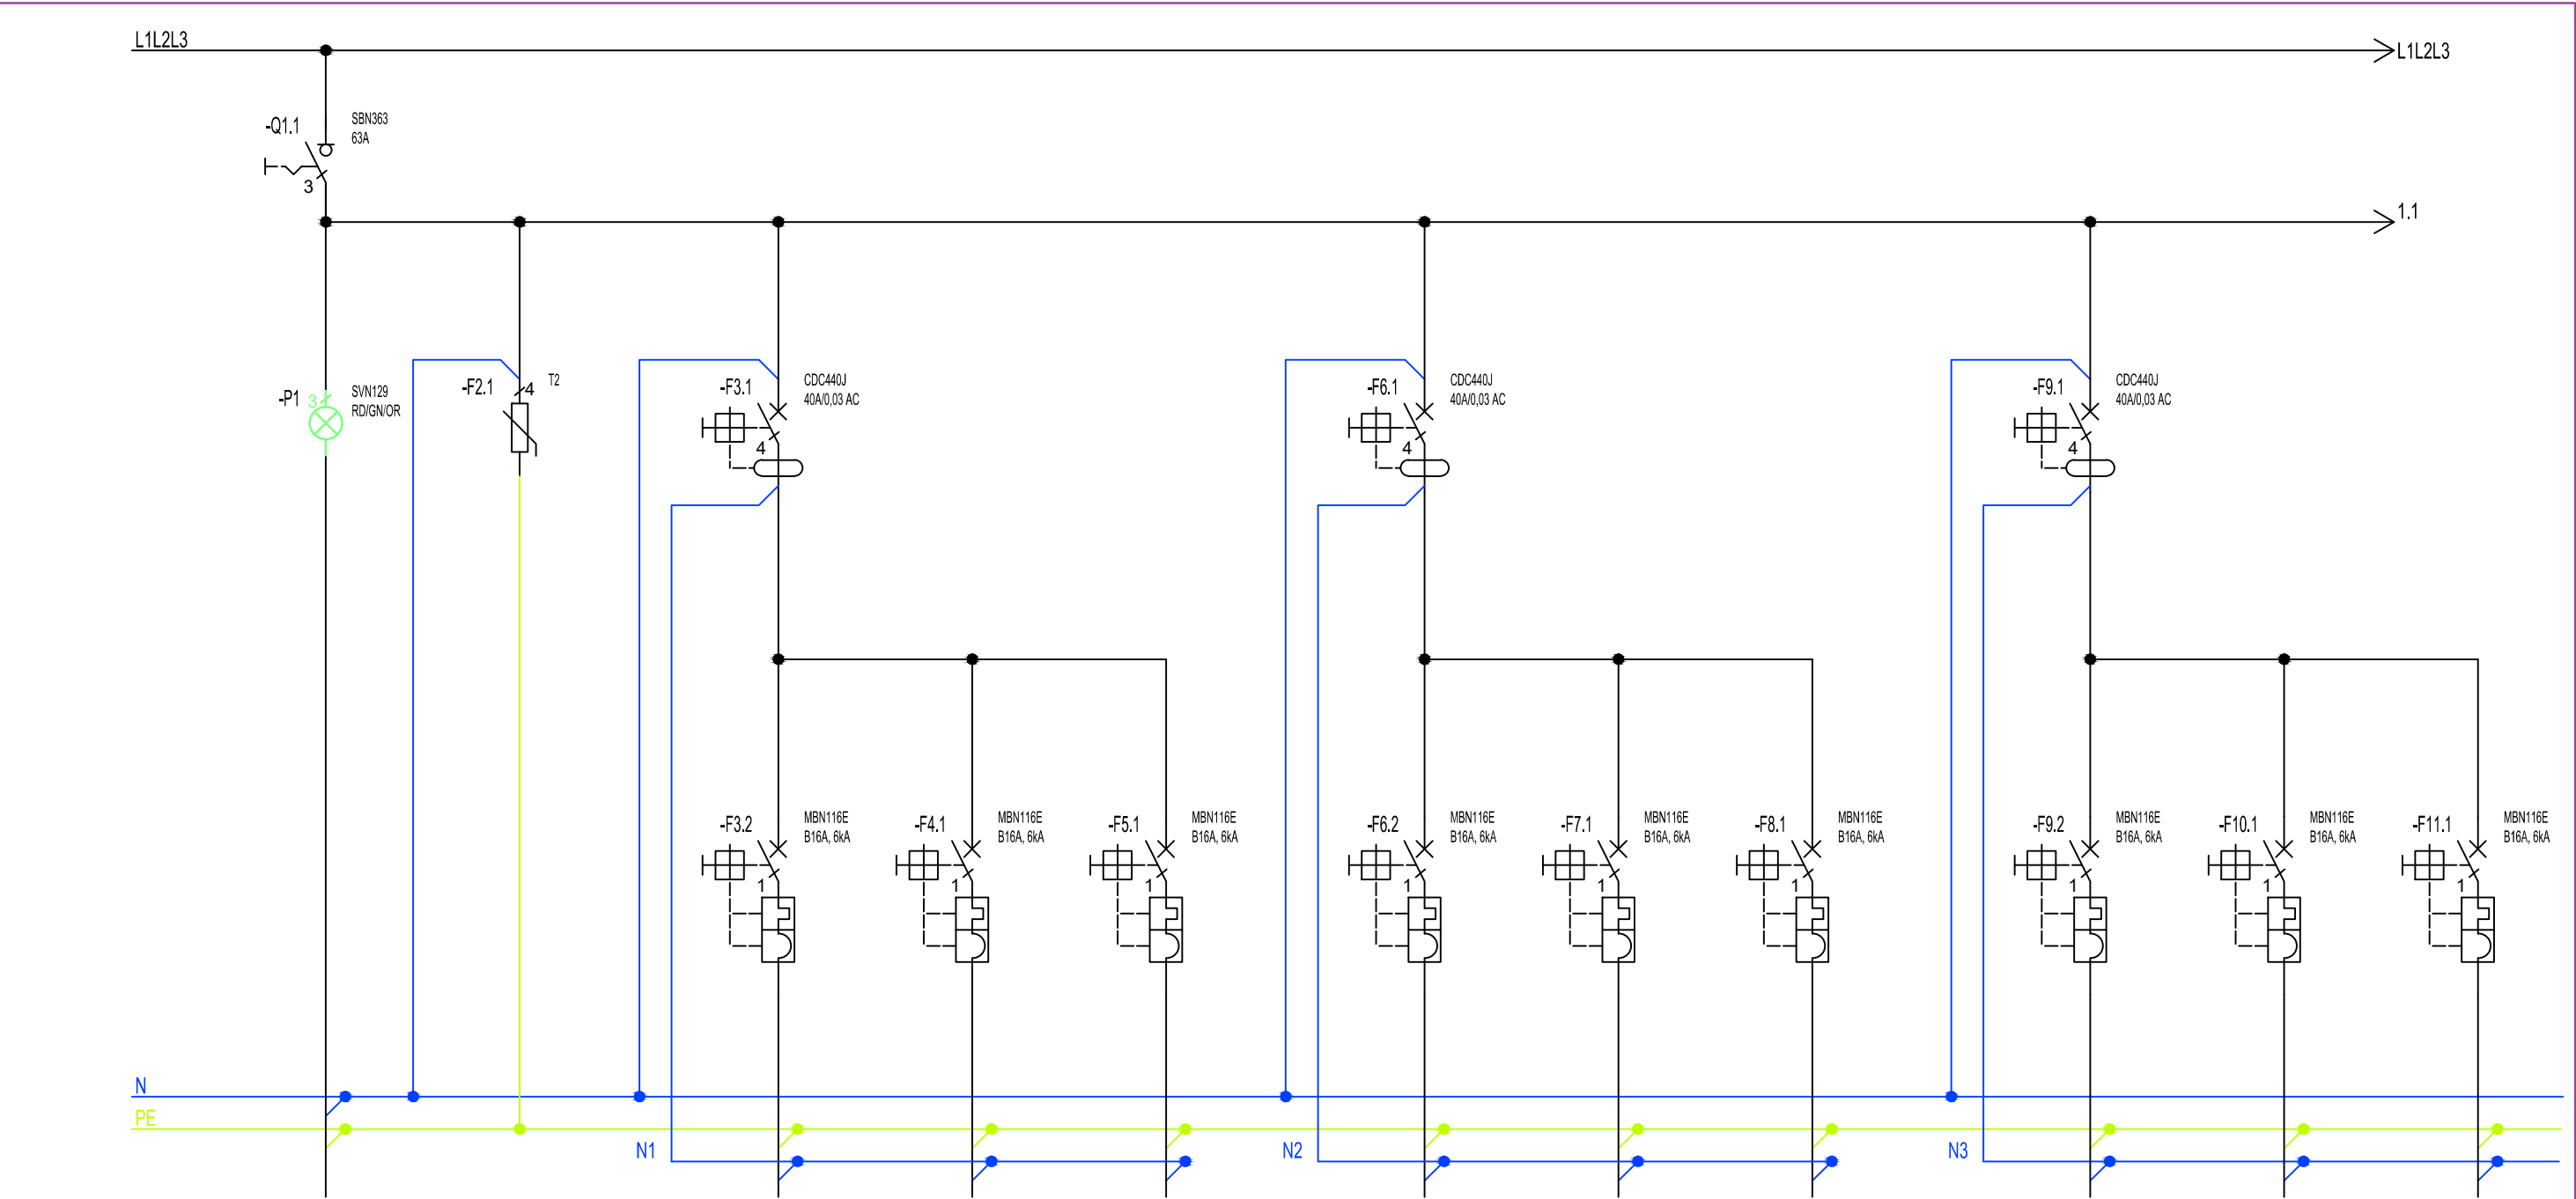 L1L2L3
L1L2L3
-Q1.1
SBN363
63A
3
1.1
-P1
3
SVN129
RD/GN/OR
-F2.1
4
T2
-F3.1
CDC440J
40A/0,03 AC
4
-F6.1
CDC440J
40A/0,03 AC
4
-F9.1
CDC440J
40A/0,03 AC
4
-F3.2
MBN116E
B16A, 6kA
1
-F4.1
MBN116E
B16A, 6kA
1
-F5.1
MBN116E
B16A, 6kA
1
-F6.2
MBN116E
B16A, 6kA
1
-F7.1
MBN116E
B16A, 6kA
1
-F8.1
MBN116E
B16A, 6kA
1
-F9.2
MBN116E
B16A, 6kA
1
-F10.1
MBN116E
B16A, 6kA
1
-F11.1
MBN116E
B16A, 6kA
1
N
PE
N1
N2
N3